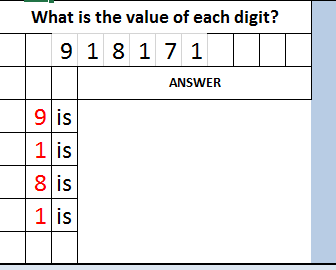 What is the value of each digit?
9 1 8 1 7 1
ANSWER
9 is
1 is
8 is
1 is